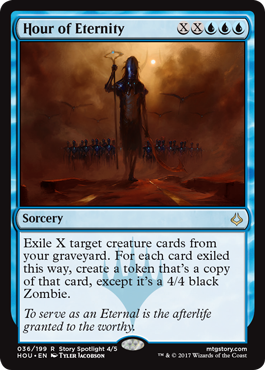 Hour of Eternity XXUUU
Sorcery
Exile X target creature cards from
your graveyard. For each card exiled
this way, create a token that's a copy
of that card, except it's a 4/4 black
Zombie.
To serve as an Eternal is the afterlife
granted to the worthy.
036/199 R Story Spotlight 4/5
HOU • EN Tyler Jacobson
mtgstory.com
™ & © 2017 Wizards of the Coast